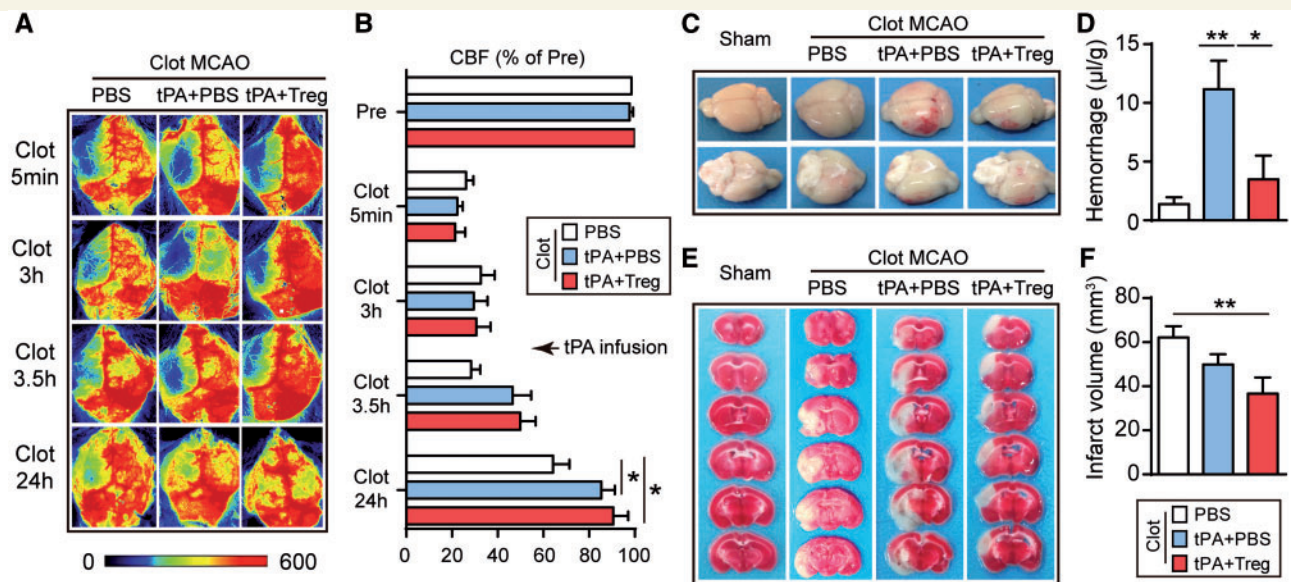 A
Clot MCAO
PBS tPA+PBS tPA+Treg
Clot
5min
Clot
3h
Clot
3.5h
Clot
24h
0 600
B
CBF (% of Pre)
Pre
Clot
5min
Clot
3h
Clot
3.5h
Clot
24h
Clot
PBS
tPA+PBS
tPA+Treg
tPA infusion
*
*
0 20 40 60 80 100
C
Sham
Clot MCAO
PBS tPA+PBS tPA+Treg
D
Hemorrhage (µl/g)
15
10
5
0
** *
E
Sham
Clot MCAO
PBS tPA+PBS tPA+Treg
F
Infarct volume (mm³)
80
60
40
20
0
**
Clot
PBS
tPA+PBS
tPA+Treg